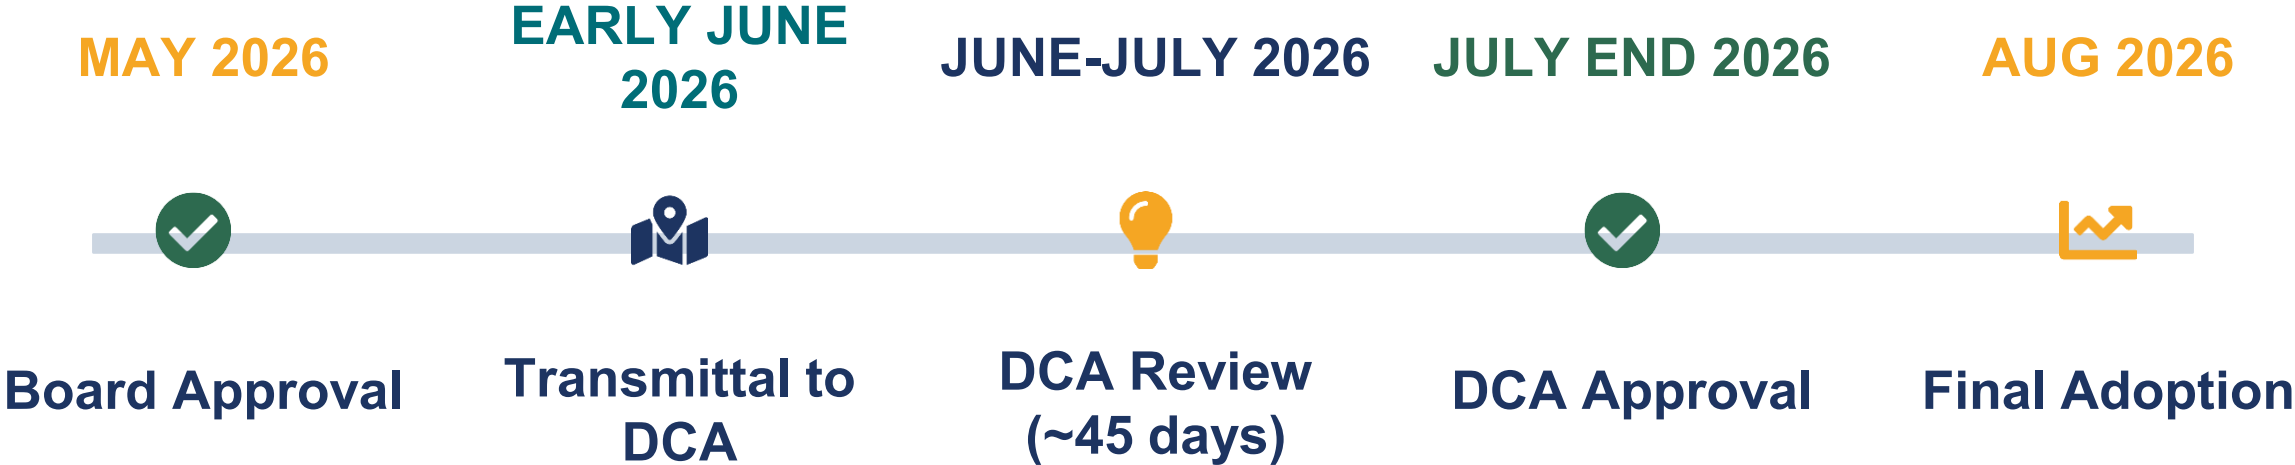 MAY 2026
EARLY JUNE
2026
JUNE-JULY 2026
JULY END 2026
AUG 2026
Board Approval
Transmittal to
DCA
DCA Review
(~45 days)
DCA Approval
Final Adoption